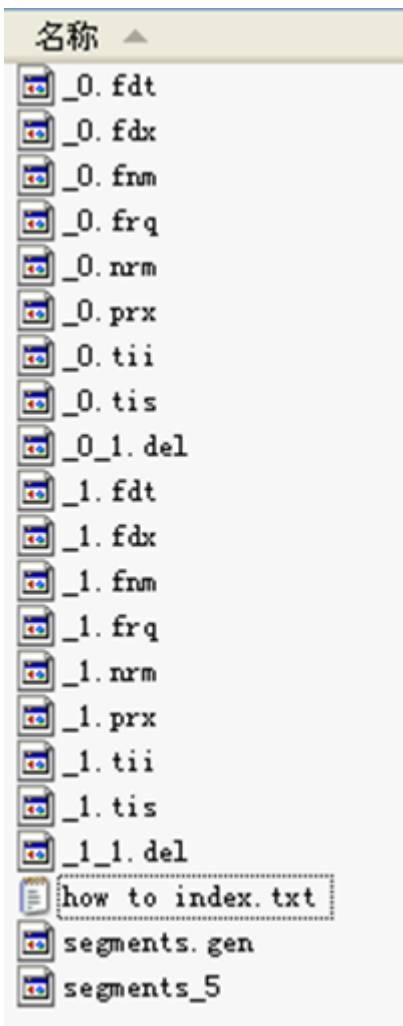 名称
_0.fdt
_0.fdx
_0.fnm
_0.frq
_0.nrm
_0.prx
_0.tii
_0.tis
_0_1.del
_1.fdt
_1.fdx
_1.fnm
_1.frq
_1.nrm
_1.prx
_1.tii
_1.tis
_1_1.del
how to index.txt
segments.gen
segments_5